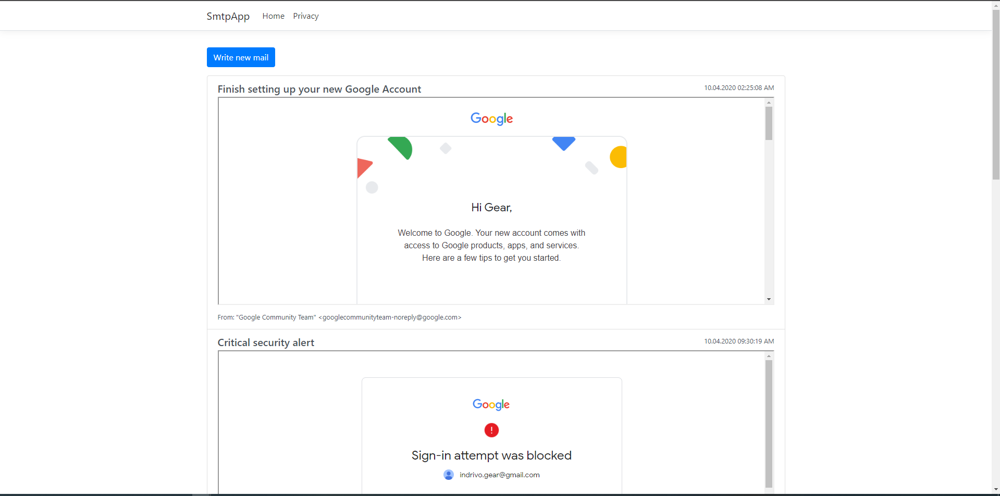 SmtpApp Home Privacy
Write new mail
Finish setting up your new Google Account 10.04.2020 02:25:08 AM
Google
Hi Gear,
Welcome to Google. Your new account comes with
access to Google products, apps, and services.
Here are a few tips to get you started.
From: "Google Community Team" <googlecommunityteam-noreply@google.com>
Critical security alert 10.04.2020 09:30:19 AM
Google
!
Sign-in attempt was blocked
indrivo.gear@gmail.com